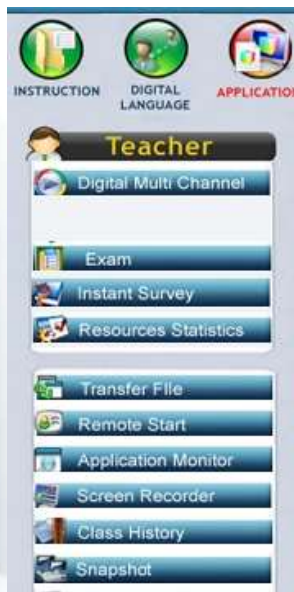 INSTRUCTION
DIGITAL
LANGUAGE
APPLICATION
Teacher
Digital Multi Channel
Exam
Instant Survey
Resources Statistics
Transfer File
Remote Start
Application Monitor
Screen Recorder
Class History
Snapshot